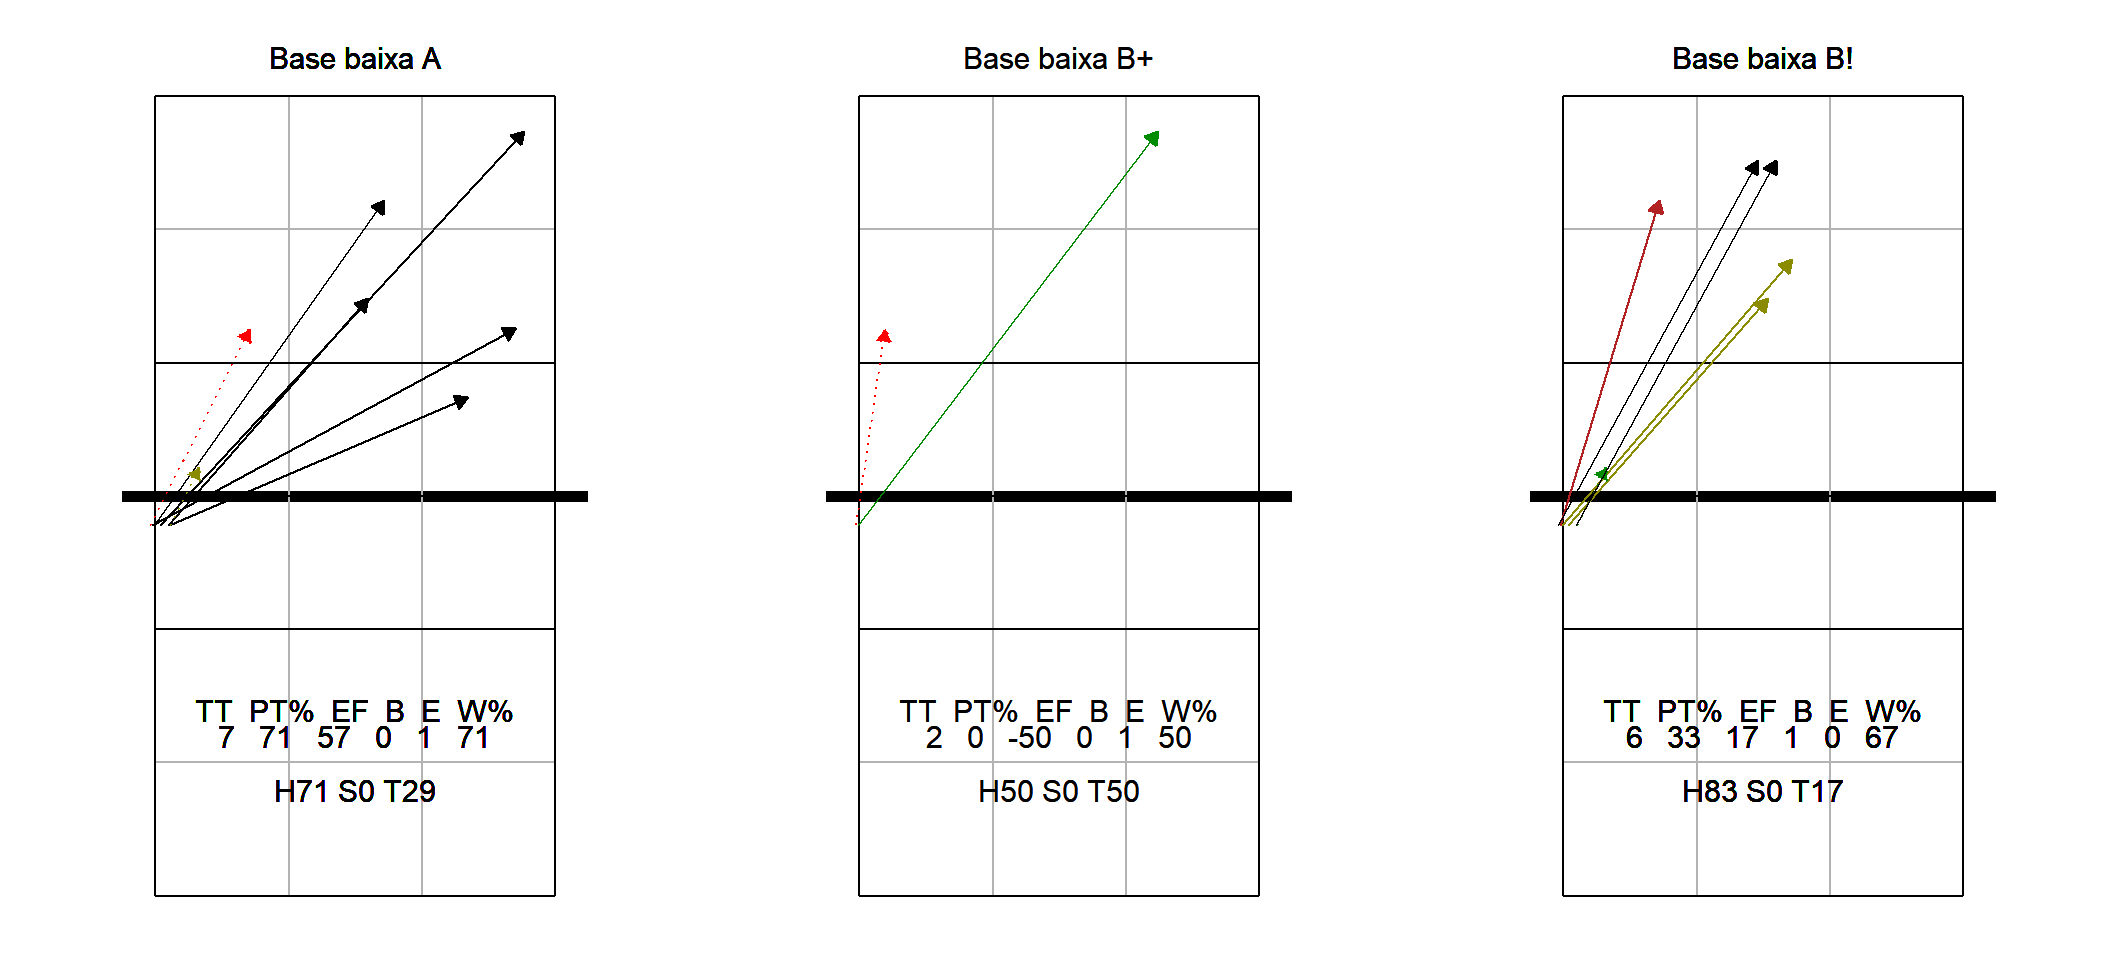 Base baixa A
TT PT% EF B E W%
7 71 57 0 1 71
H71 S0 T29
Base baixa B+
TT PT% EF B E W%
2 0 -50 0 1 50
H50 S0 T50
Base baixa B!
TT PT% EF B E W%
6 33 17 1 0 67
H83 S0 T17